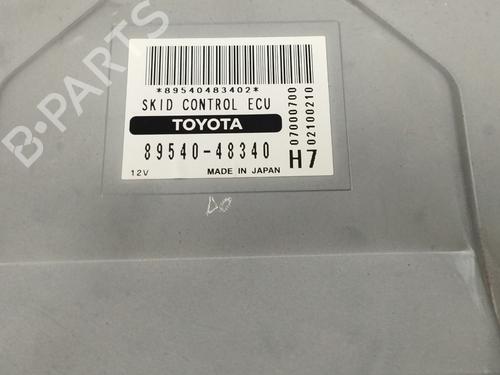 *89540483402*
SKID CONTROL ECU
TOYOTA
89540-48340 H7
12V MADE IN JAPAN
07000700
02100210
B-PARTS